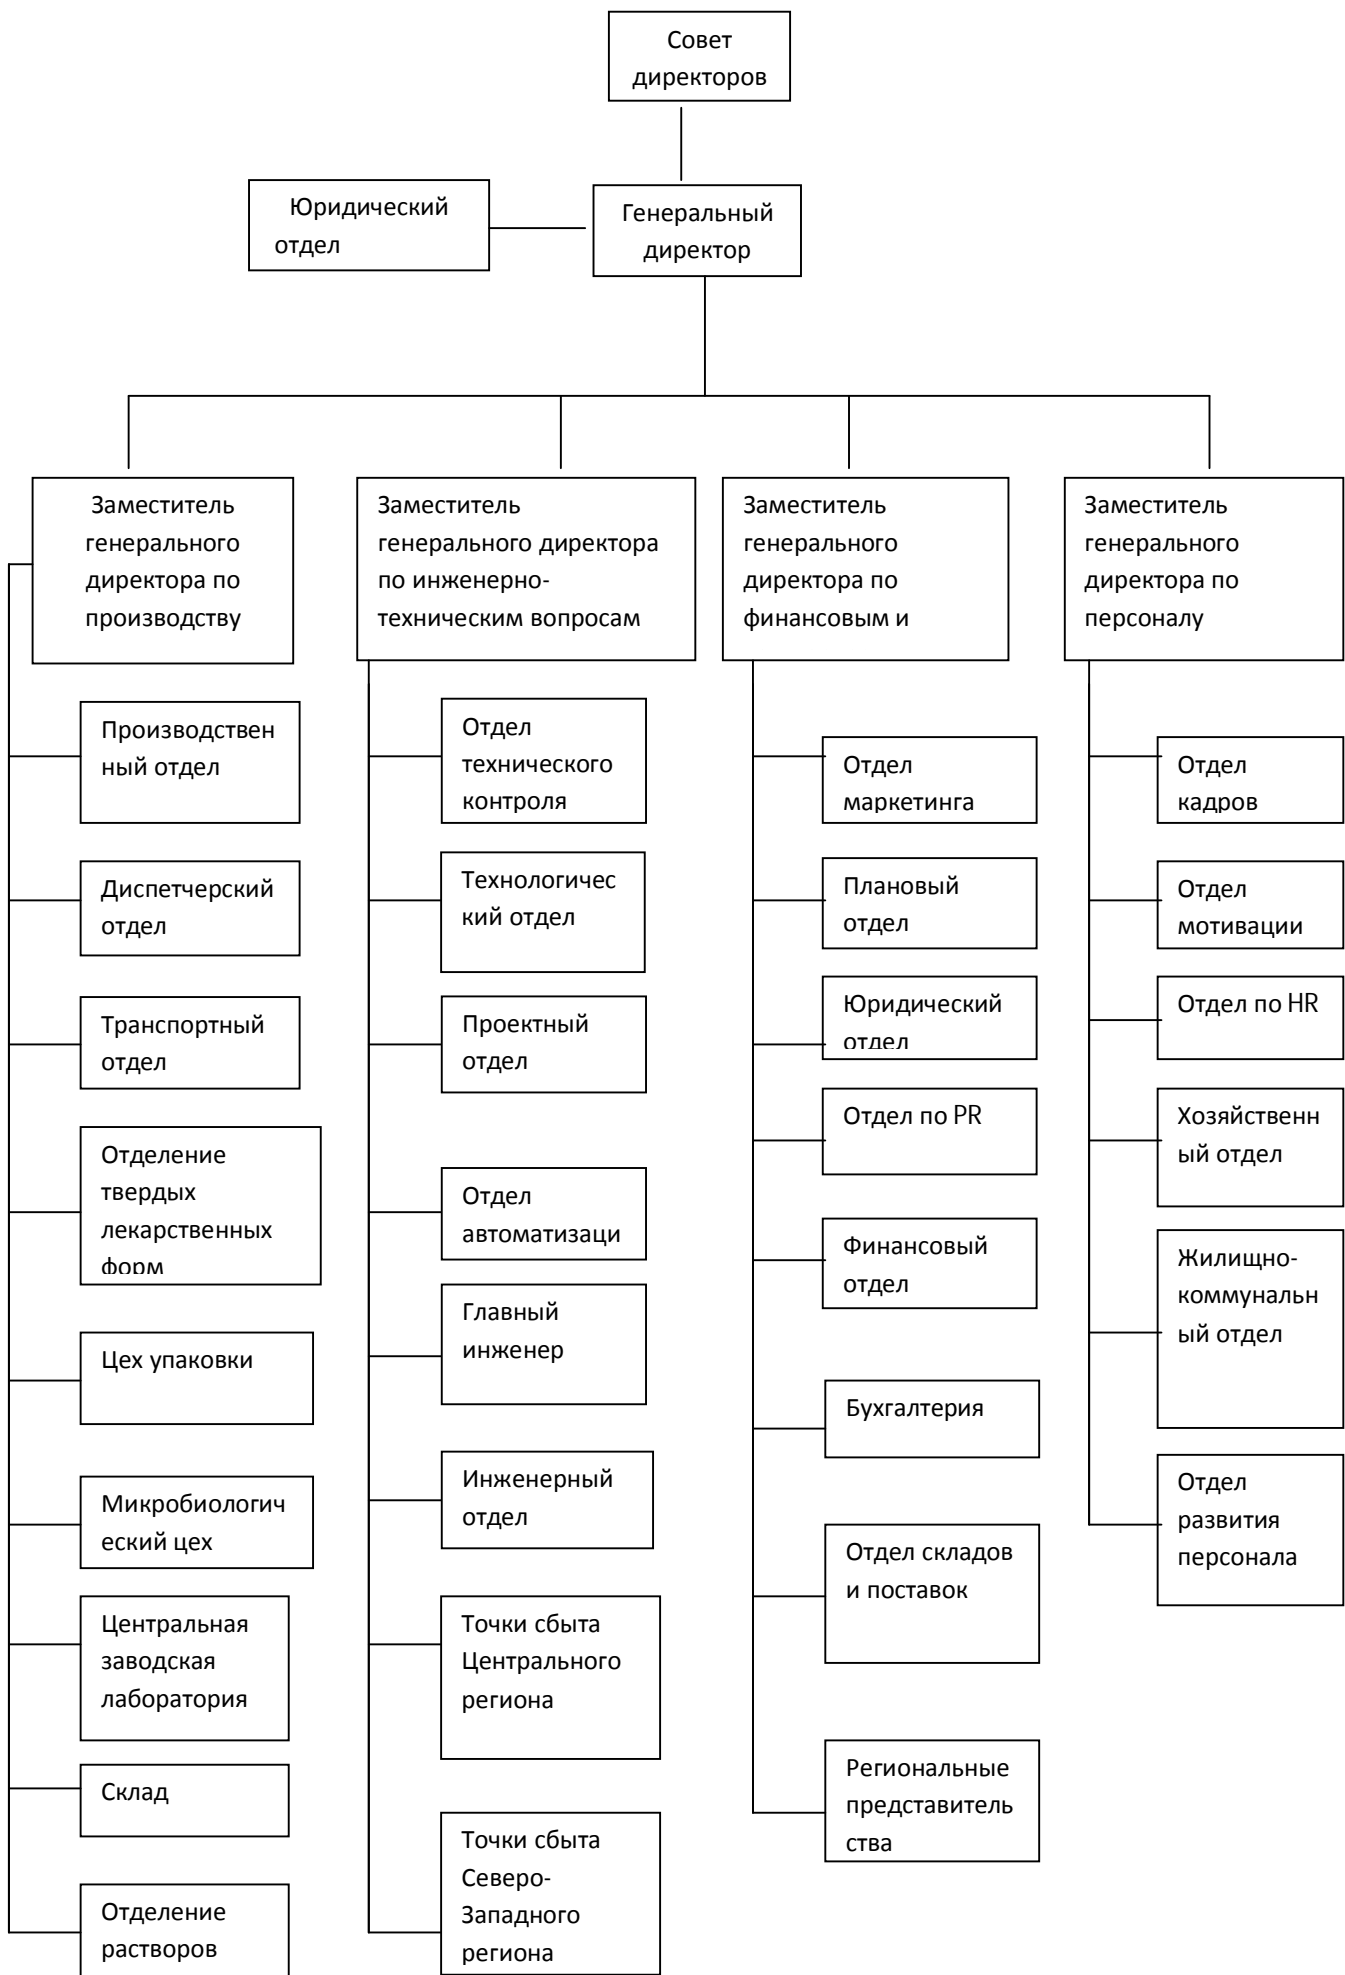 Совет
директоров
Юридический
отдел
Генеральный
директор
Заместитель
генерального
директора по
производству
Заместитель
генерального директора
по инженерно-
техническим вопросам
Заместитель
генерального
директора по
финансовым и
Заместитель
генерального
директора по
персоналу
Производствен
ный отдел
Диспетчерский
отдел
Транспортный
отдел
Отделение
твердых
лекарственных
форм
Цех упаковки
Микробиологич
еский цех
Центральная
заводская
лаборатория
Склад
Отделение
растворов
Отдел
технического
контроля
Технологичес
кий отдел
Проектный
отдел
Отдел
автоматизаци
Главный
инженер
Инженерный
отдел
Точки сбыта
Центрального
региона
Точки сбыта
Северо-
Западного
региона
Отдел
маркетинга
Плановый
отдел
Юридический
отдел
Отдел по PR
Финансовый
отдел
Бухгалтерия
Отдел складов
и поставок
Региональные
представитель
ства
Отдел
кадров
Отдел
мотивации
Отдел по HR
Хозяйственн
ый отдел
Жилищно-
коммунальн
ый отдел
Отдел
развития
персонала